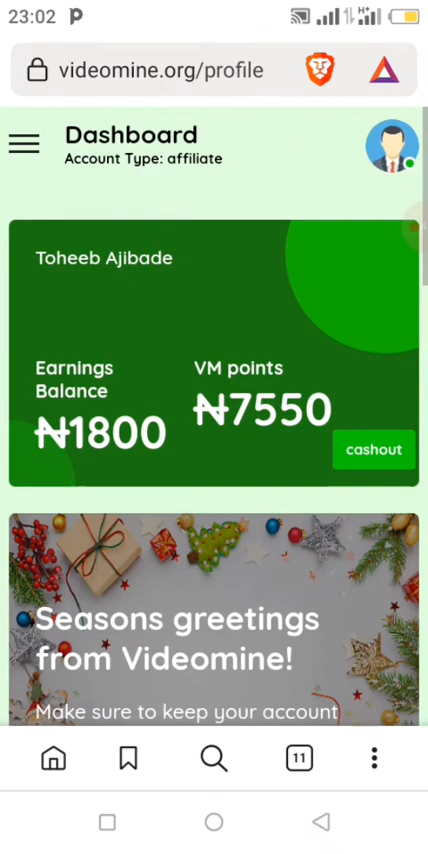 23:02
videomine.org/profile
Dashboard
Account Type: affiliate
Toheeb Ajibade
Earnings
Balance
₦1800
VM points
₦7550
cashout
Seasons greetings
from Videomine!
Make sure to keep your account
11